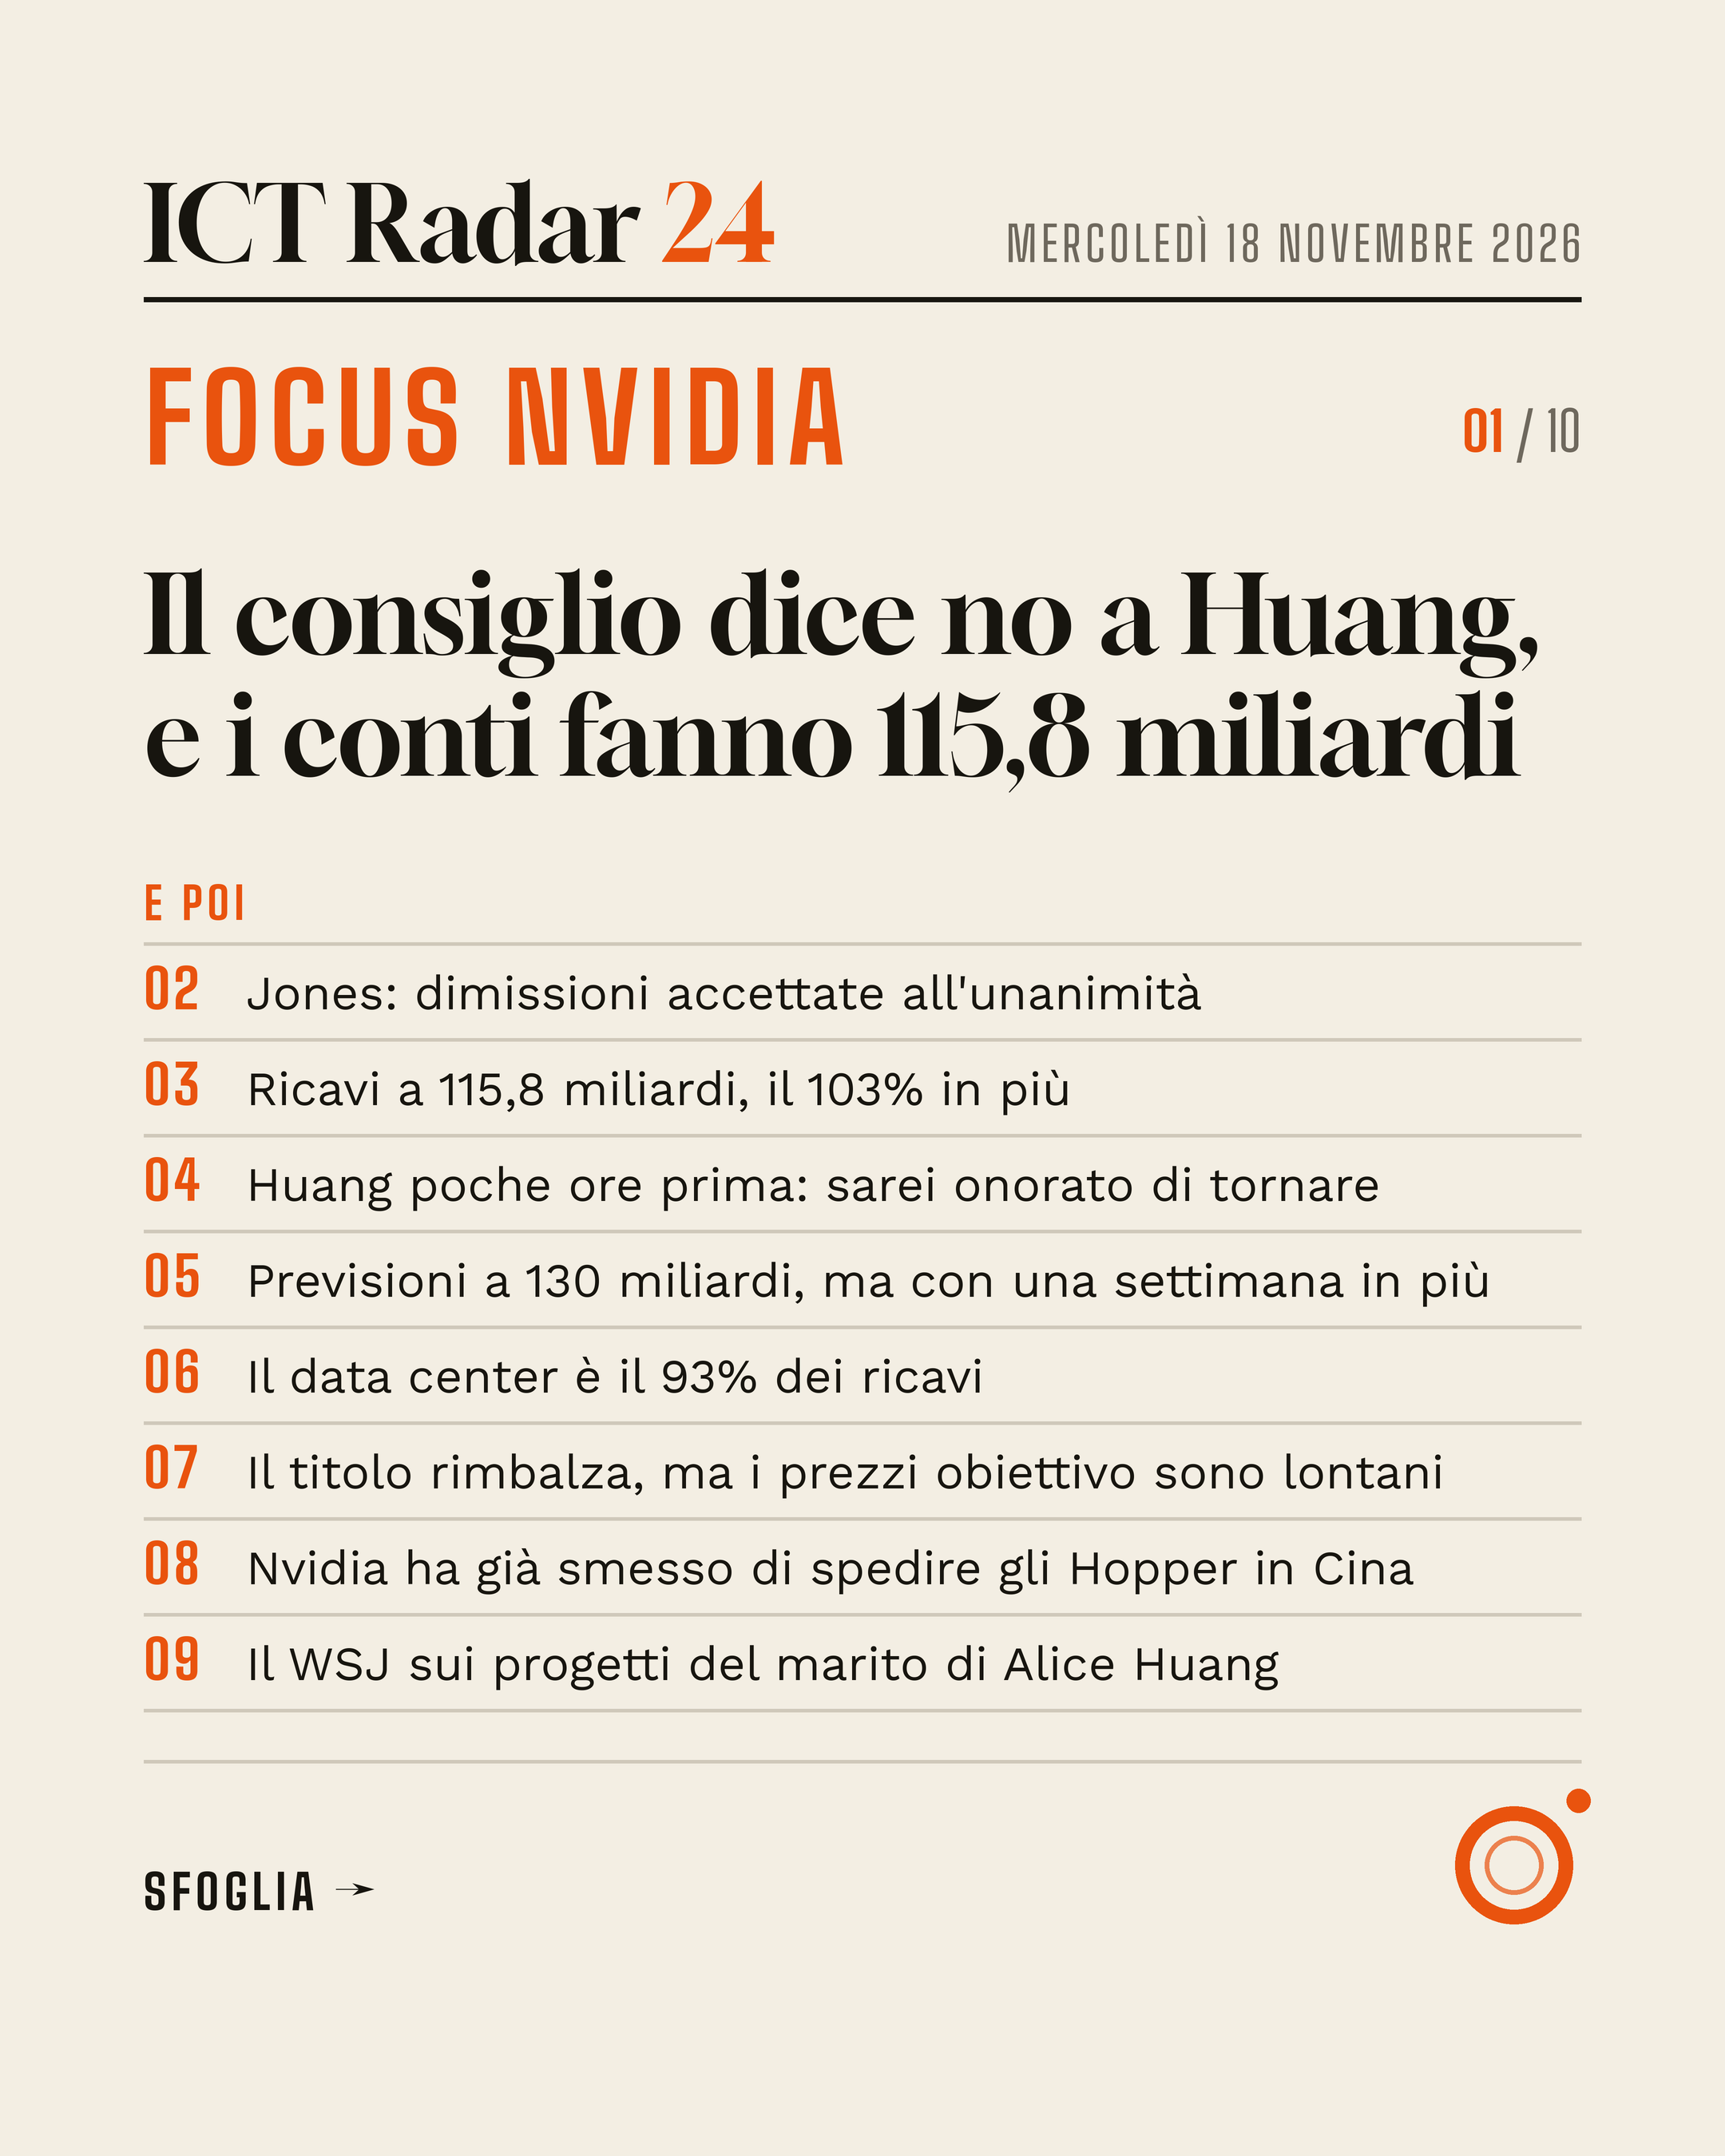 ICT Radar 24
MERCOLEDÌ 18 NOVEMBRE 2026
FOCUS NVIDIA
01 / 10
Il consiglio dice no a Huang,
e i conti fanno 115,8 miliardi
E POI
02 Jones: dimissioni accettate all'unanimità
03 Ricavi a 115,8 miliardi, il 103% in più
04 Huang poche ore prima: sarei onorato di tornare
05 Previsioni a 130 miliardi, ma con una settimana in più
06 Il data center è il 93% dei ricavi
07 Il titolo rimbalza, ma i prezzi obiettivo sono lontani
08 Nvidia ha già smesso di spedire gli Hopper in Cina
09 Il WSJ sui progetti del marito di Alice Huang
SFOGLIA →